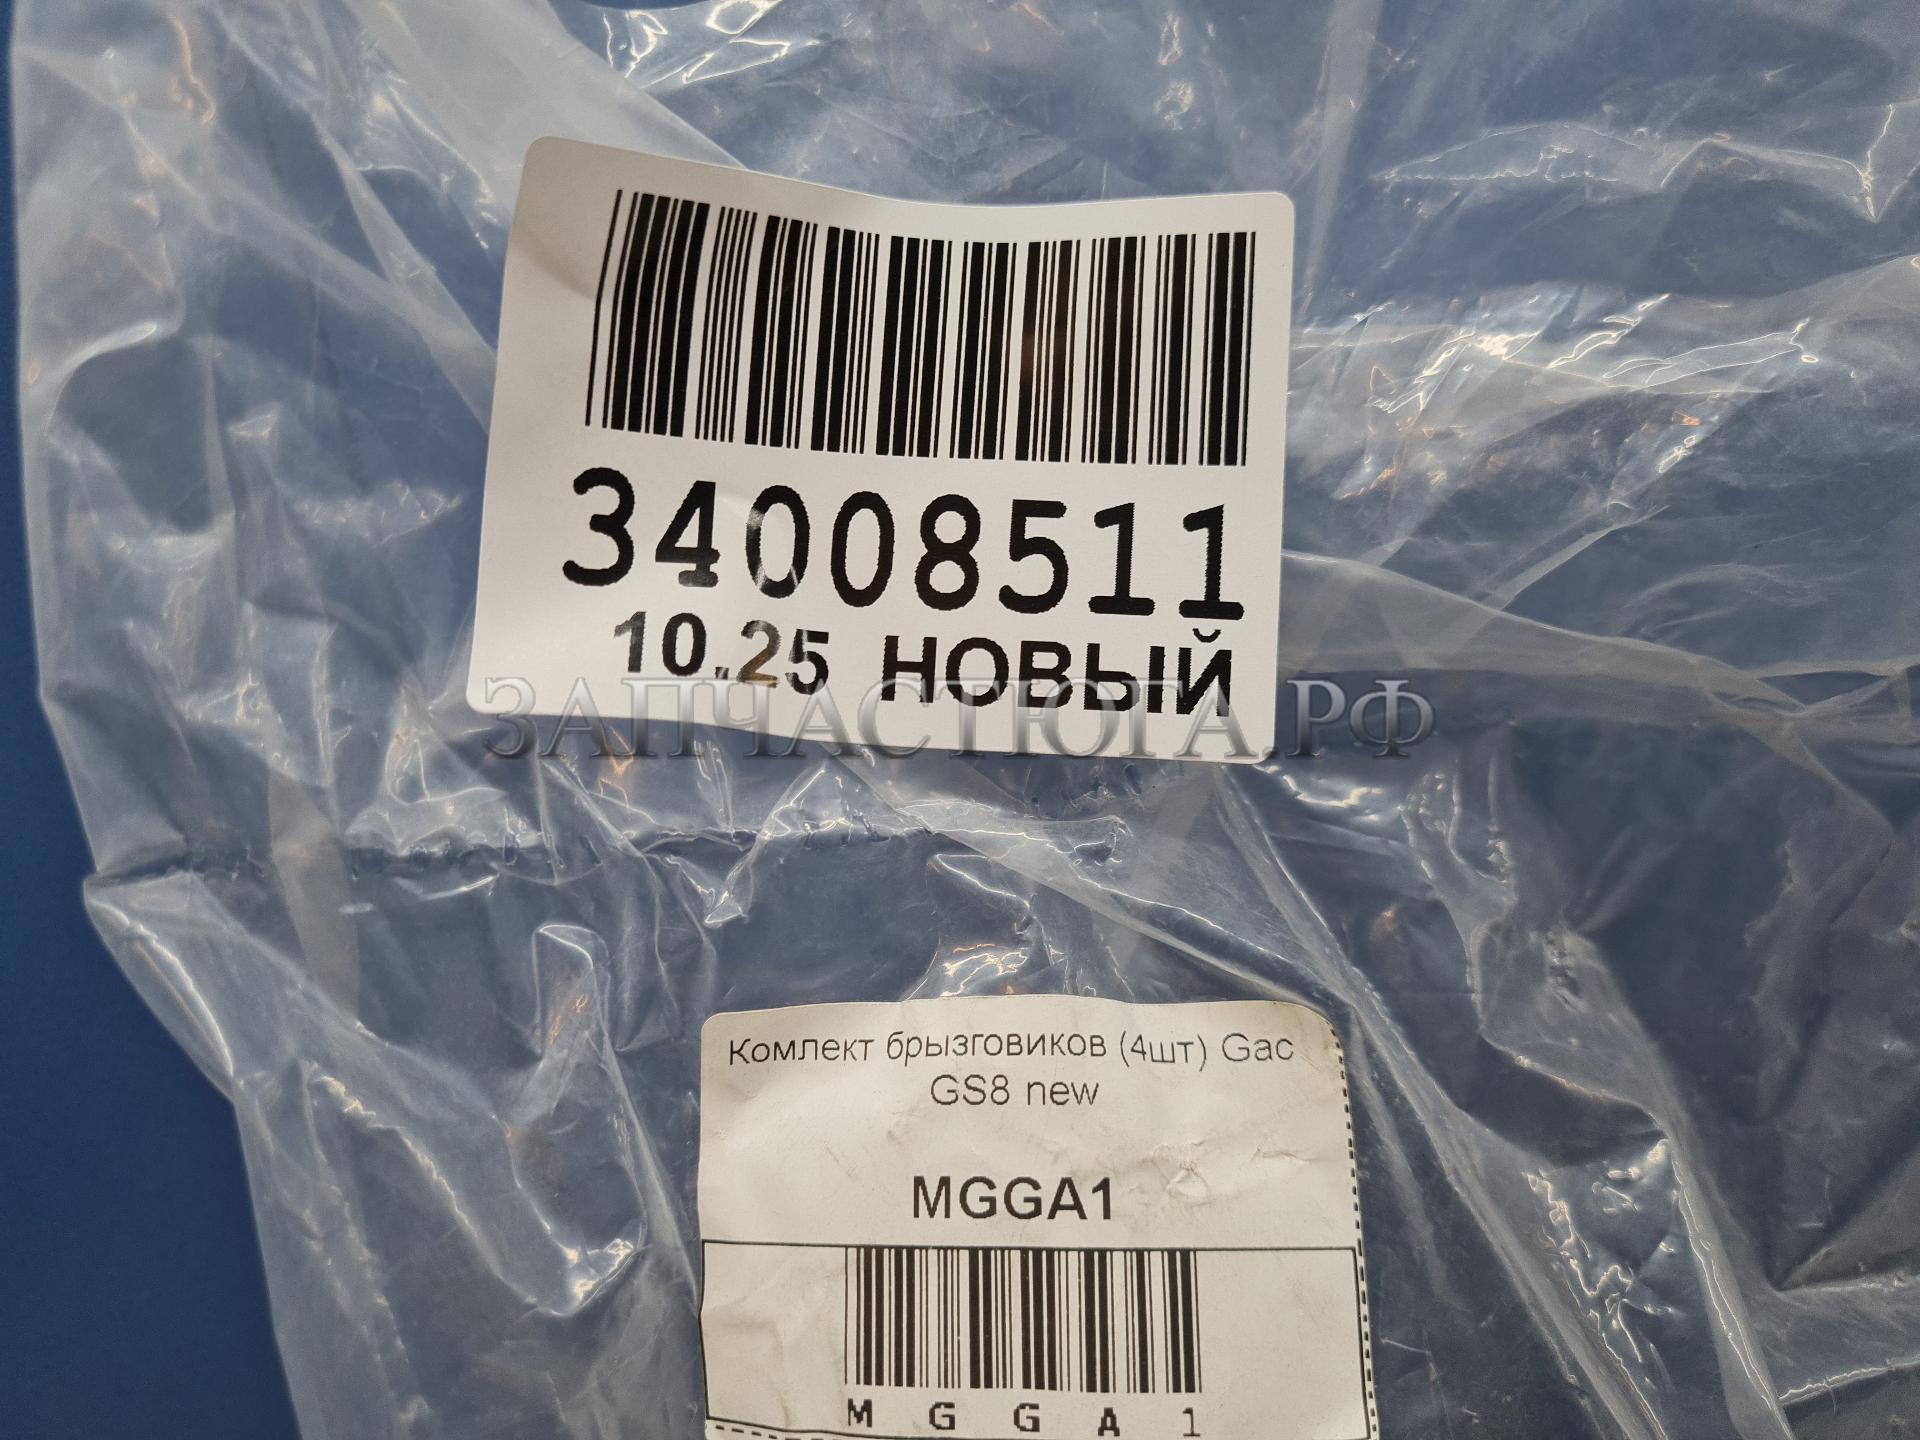 34008511
10.25 НОВЫЙ
ЗАПЧАСТЮГА.РФ
Комлект брызговиков (4шт) Gac
GS8 new
MGGA1
M G G A 1